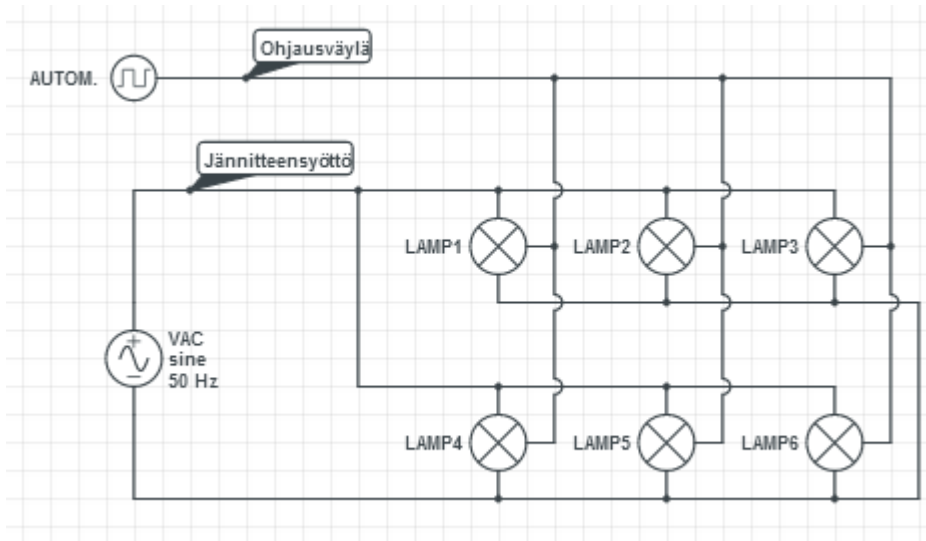 Ohjausväylä
AUTOM.
Jännitteensyöttö
LAMP1
LAMP2
LAMP3
VAC
sine
50 Hz
LAMP4
LAMP5
LAMP6